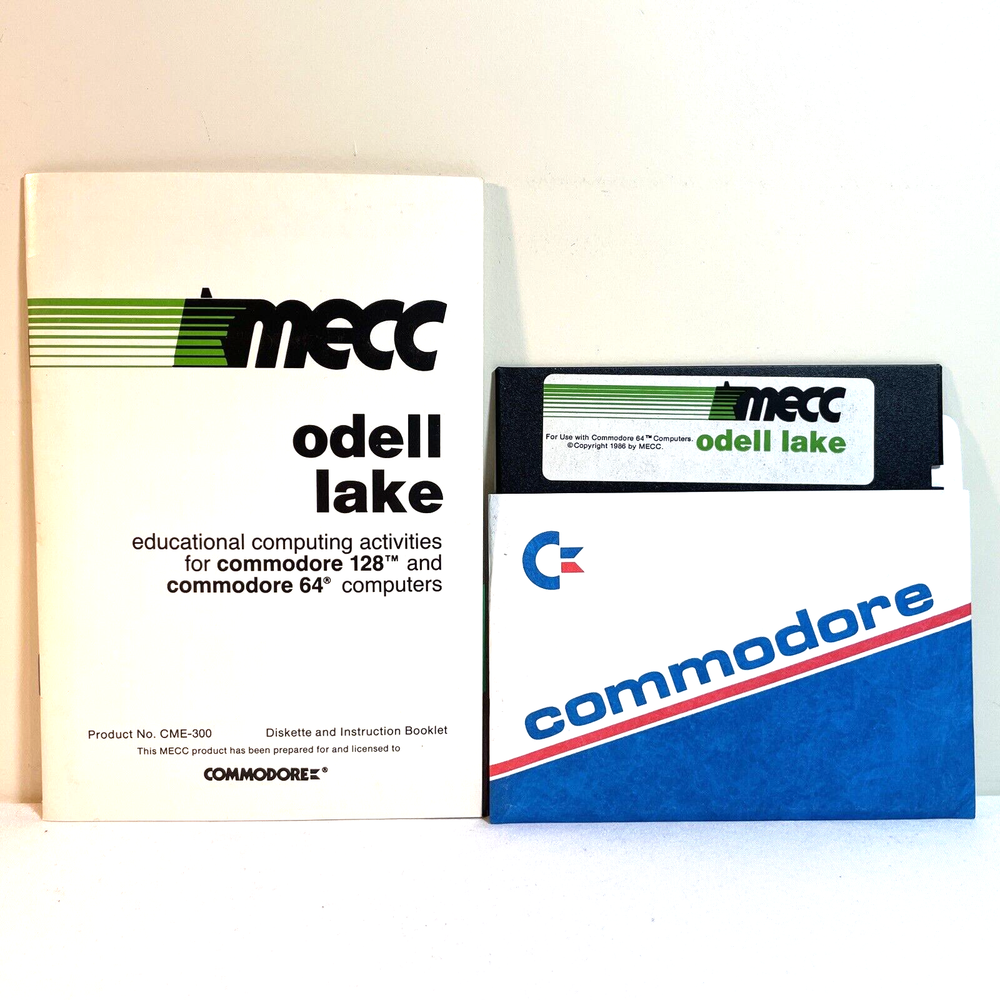 mecc
odell
lake
educational computing activities
for commodore 128™ and
commodore 64® computers
Product No. CME-300 Diskette and Instruction Booklet
This MECC product has been prepared for and licensed to
COMMODORE®
mecc
For Use with Commodore 64™ Computers. odell lake
©Copyright 1986 by MECC.
commodore